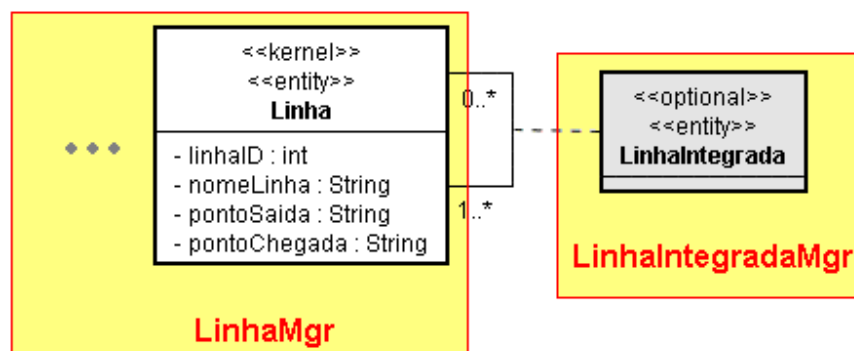 <<kernel>>
<<entity>>
Linha
- linhaID : int
- nomeLinha : String
- pontoSaida : String
- pontoChegada : String
0..*
1..*
LinhaMgr
<<optional>>
<<entity>>
LinhaIntegrada
LinhaIntegradaMgr